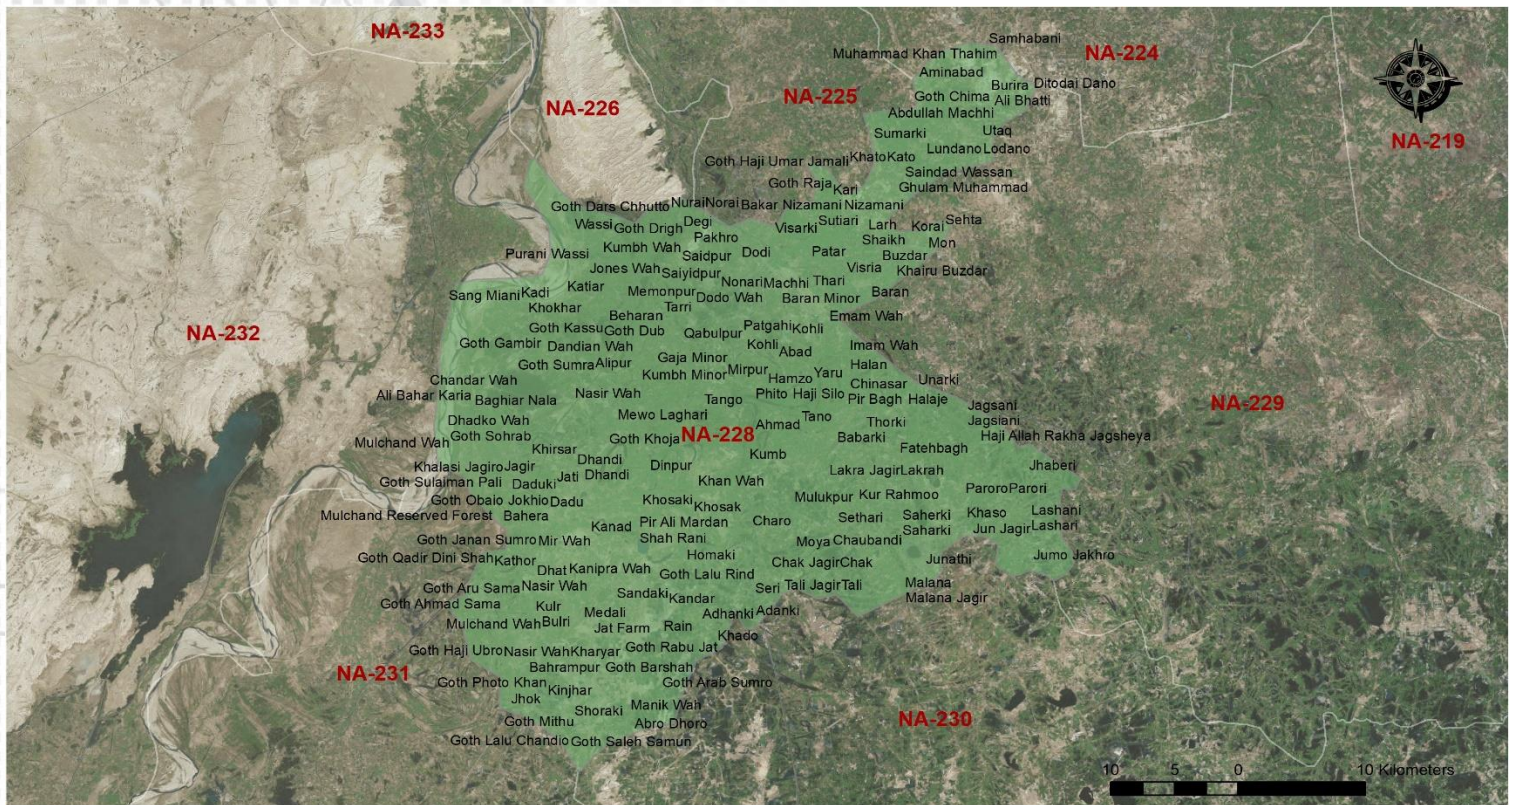 NA-233
Samhabani
Muhammad Khan Thahim
NA-224
Aminabad
Burira
Ditodai Dano
NA-225
Goth Chima
Ali Bhatti
NA-226
Abdullah Machhi
Sumarki
Utaq
NA-219
Lundano
Lodano
Goth Haji Umar Jamali
Khato
Kato
Saindad Wassan
Goth Raja
Kari
Ghulam Muhammad
Goth Dars Chhutto
Nurai
Norai
Bakar Nizamani
Nizamani
Wassi
Goth Drigh
Degi
Visarki
Sutiari
Larh
Korai
Sehta
Pakhro
Shaikh
Mon
Purani Wassi
Kumbh Wah
Saidpur
Dodi
Patar
Buzdar
Jones Wah
Saiyidpur
Visria
Khairu Buzdar
Nonari
Machhi
Thari
Sang Miani
Kadi
Katiar
Memonpur
Dodo Wah
Baran Minor
Baran
Khokhar
Tarri
Beharan
Emam Wah
Goth Kassu
Goth Dub
Qabulpur
Patgahi
Kohli
Goth Gambir
Dandian Wah
Kohli
Abad
Imam Wah
Goth Sumra
Alipur
Gaja Minor
Halan
NA-232
Chandar Wah
Kumbh Minor
Mirpur
Hamzo
Yaru
Chinasar
Unarki
Ali Bahar Karia
Baghiar Nala
Nasir Wah
Tango
Phito Haji Silo
Pir Bagh
Halaje
NA-229
Dhadko Wah
Mewo Laghari
Ahmad
Tano
Thorki
Jagsani
Jagsiani
Mulchand Wah
Goth Sohrab
Goth Khoja
NA-228
Babarki
Haji Allah Rakha Jagsheya
Khirsar
Dhandi
Kumb
Fatehbagh
Khalasi Jagiro
Jagir
Dinpur
Lakra Jagir
Lakrah
Jhaberi
Goth Sulaiman Pali
Daduki
Jati
Dhandi
Khan Wah
Paroro
Parori
Goth Obaio Jokhio
Dadu
Khosaki
Khosak
Mulukpur
Kur Rahmoo
Mulchand Reserved Forest
Bahera
Kanad
Pir Ali Mardan
Shah Rani
Charo
Sethari
Saherki
Saharki
Khaso
Lashani
Jun Jagir
Lashari
Goth Janan Sumro
Mir Wah
Moya
Chaubandi
Goth Qadir Dini Shah
Kathor
Homaki
Chak Jagir
Chak
Junathi
Jumo Jakhro
Dhat
Kanipra Wah
Goth Lalu Rind
Goth Aru Sama
Nasir Wah
Sandaki
Kandar
Seri
Tali Jagir
Tali
Malana
Malana Jagir
Goth Ahmad Sama
Kulr
Medali
Adhanki
Adanki
Mulchand Wah
Bulri
Jat Farm
Rain
Khado
Goth Haji Ubro
Nasir Wah
Kharyar
Goth Rabu Jat
NA-231
Bahrampur
Goth Barshah
Goth Photo Khan
Kinjhar
Goth Arab Sumro
Jhok
Shoraki
Manik Wah
NA-230
Goth Mithu
Abro Dhoro
Goth Lalu Chandio
Goth Saleh Samun
10 5 0 10 Kilometers